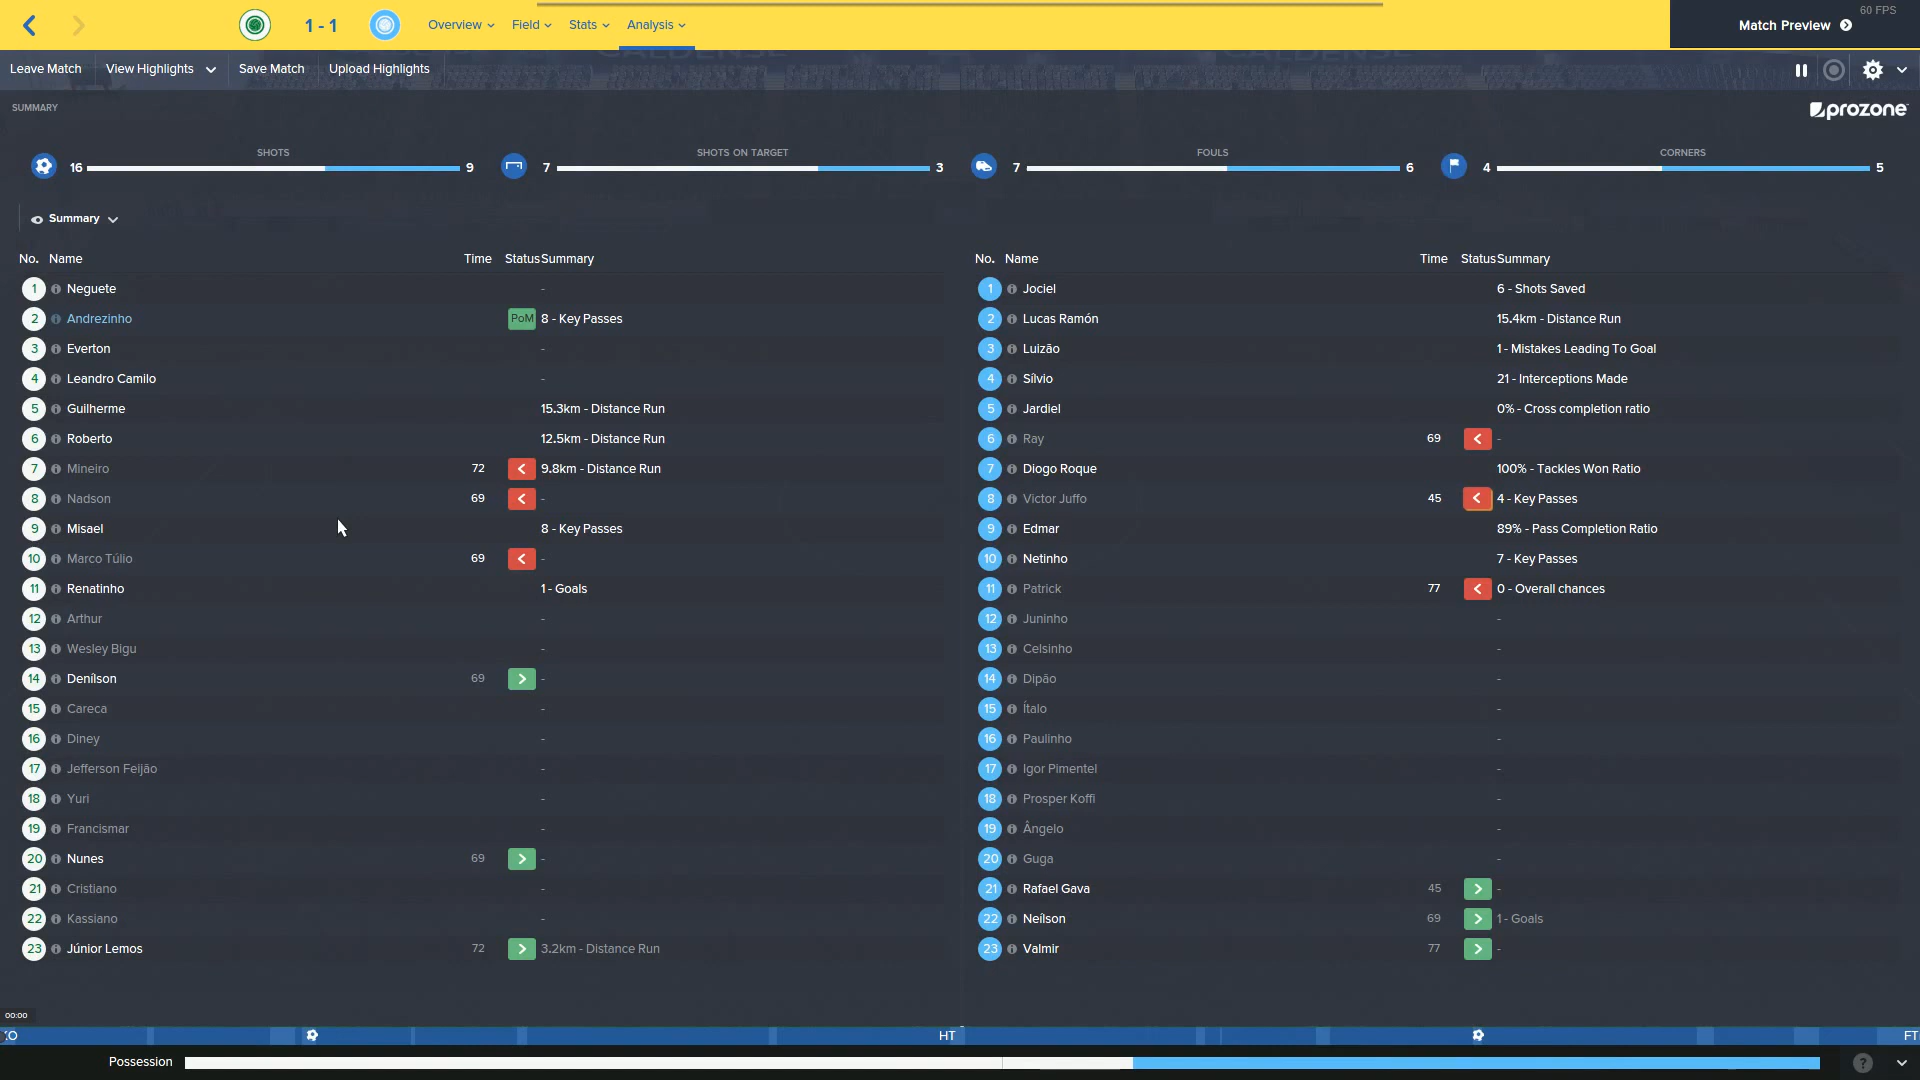 1 - 1 Overview Field Stats Analysis
60 FPS
Match Preview
Leave Match View Highlights Save Match Upload Highlights
SUMMARY
prozone
SHOTS SHOTS ON TARGET FOULS CORNERS
16 9 7 3 7 6 4 5
Summary
No. Name Time Status Summary
1 Neguete -
2 Andrezinho PoM 8 - Key Passes
3 Everton -
4 Leandro Camilo -
5 Guilherme 15.3km - Distance Run
6 Roberto 12.5km - Distance Run
7 Mineiro 72 9.8km - Distance Run
8 Nadson 69 -
9 Misael 8 - Key Passes
10 Marco Túlio 69 -
11 Renatinho 1 - Goals
12 Arthur -
13 Wesley Bigu -
14 Denílson 69 -
15 Careca -
16 Diney -
17 Jefferson Feijão -
18 Yuri -
19 Francismar -
20 Nunes 69 -
21 Cristiano -
22 Kassiano -
23 Júnior Lemos 72 3.2km - Distance Run
No. Name Time Status Summary
1 Jociel 6 - Shots Saved
2 Lucas Ramón 15.4km - Distance Run
3 Luizão 1 - Mistakes Leading To Goal
4 Sílvio 21 - Interceptions Made
5 Jardiel 0% - Cross completion ratio
6 Ray 69 -
7 Diogo Roque 100% - Tackles Won Ratio
8 Victor Juffo 45 4 - Key Passes
9 Edmar 89% - Pass Completion Ratio
10 Netinho 7 - Key Passes
11 Patrick 77 0 - Overall chances
12 Juninho -
13 Celsinho -
14 Dipão -
15 Ítalo -
16 Paulinho -
17 Igor Pimentel -
18 Prosper Koffi -
19 Ângelo -
20 Guga -
21 Rafael Gava 45 -
22 Neílson 69 1 - Goals
23 Valmir 77 -
00:00
HT FT
Possession
?